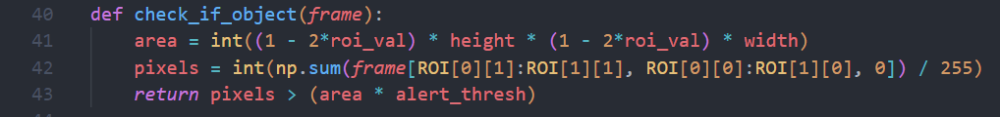 40 def check_if_object(frame):
41 area = int((1 - 2*roi_val) * height * (1 - 2*roi_val) * width)
42 pixels = int(np.sum(frame[ROI[0][1]:ROI[1][1], ROI[0][0]:ROI[1][0], 0]) / 255)
43 return pixels > (area * alert_thresh)